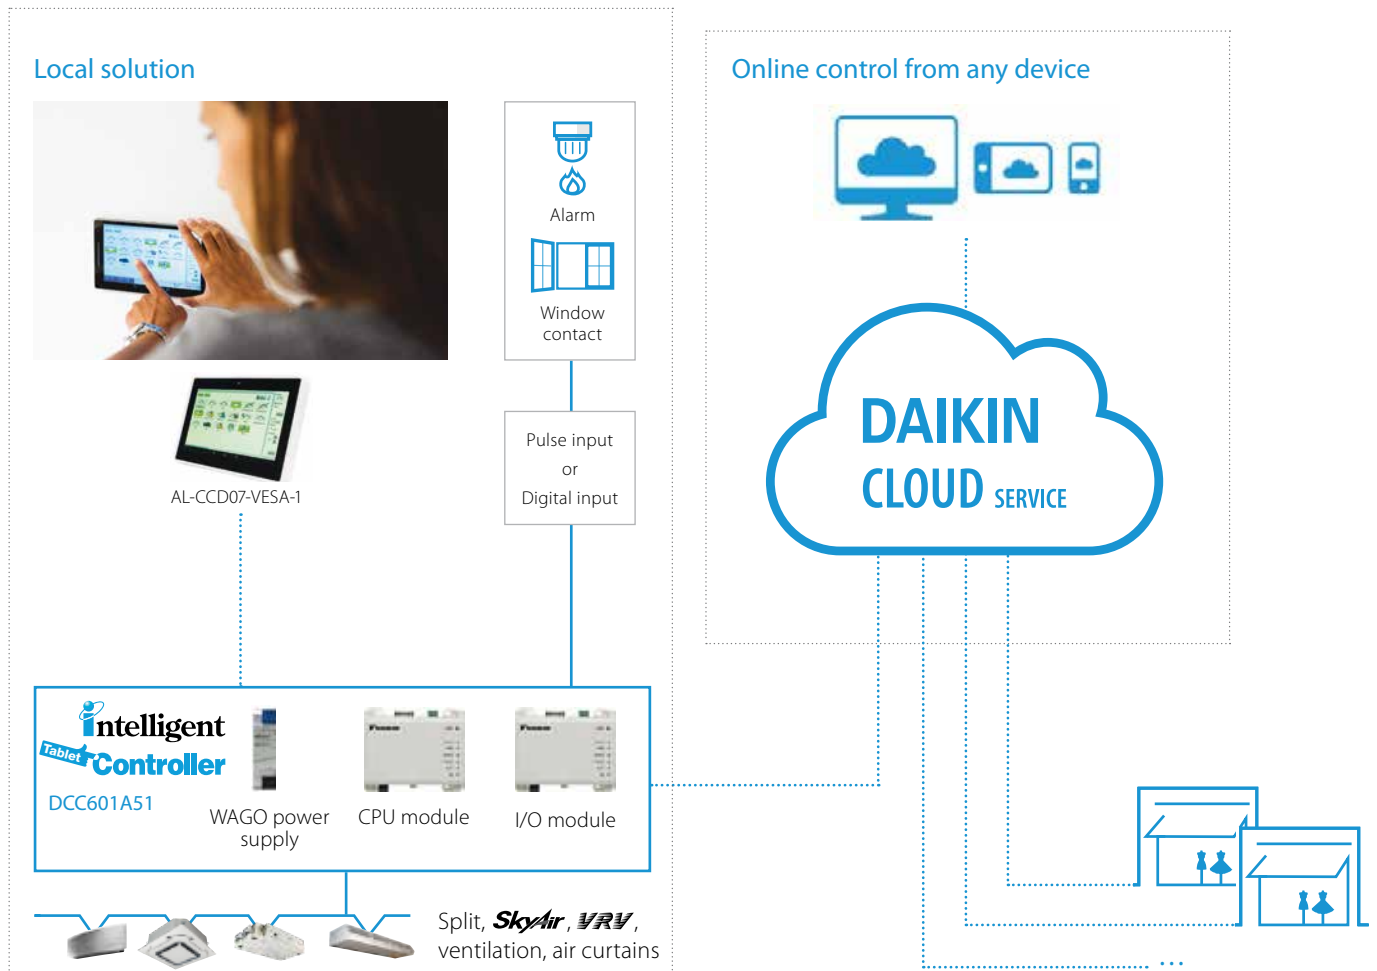 Local solution
Alarm
Window
contact
AL-CCD07-VESA-1
Pulse input
or
Digital input
intelligent
Tablet Controller
DCC601A51
WAGO power
supply
CPU module
I/O module
Split, SkyAir, VRV,
ventilation, air curtains
Online control from any device
DAIKIN
CLOUD SERVICE
...